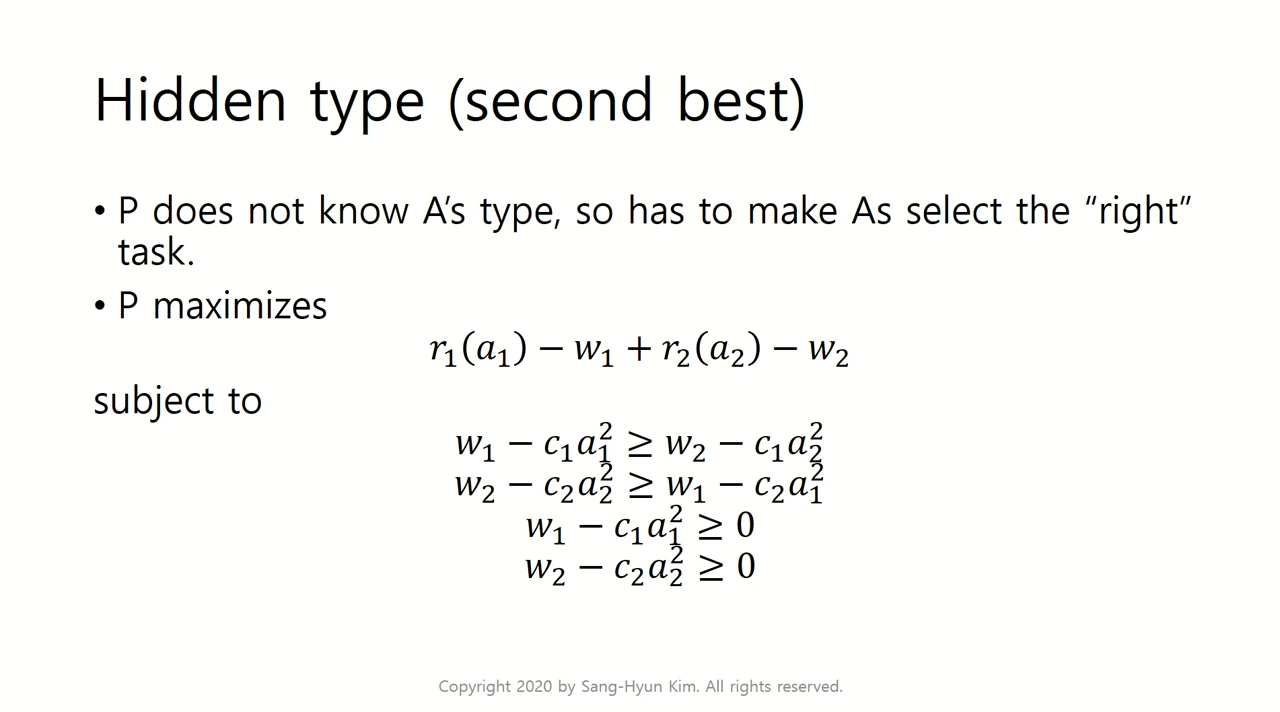 Hidden type (second best)
• P does not know A’s type, so has to make As select the “right”
task.
• P maximizes
𝑟₁(𝑎₁) − 𝑤₁ + 𝑟₂(𝑎₂) − 𝑤₂
subject to
𝑤₁ − 𝑐₁𝑎₁² ≥ 𝑤₂ − 𝑐₁𝑎₂²
𝑤₂ − 𝑐₂𝑎₂² ≥ 𝑤₁ − 𝑐₂𝑎₁²
𝑤₁ − 𝑐₁𝑎₁² ≥ 0
𝑤₂ − 𝑐₂𝑎₂² ≥ 0
Copyright 2020 by Sang-Hyun Kim. All rights reserved.